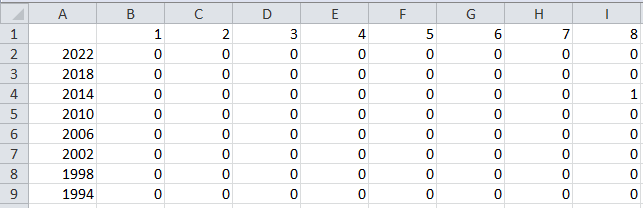 A B C D E F G H I
1 1 2 3 4 5 6 7 8
2 2022 0 0 0 0 0 0 0 0
3 2018 0 0 0 0 0 0 0 0
4 2014 0 0 0 0 0 0 0 1
5 2010 0 0 0 0 0 0 0 0
6 2006 0 0 0 0 0 0 0 0
7 2002 0 0 0 0 0 0 0 0
8 1998 0 0 0 0 0 0 0 0
9 1994 0 0 0 0 0 0 0 0